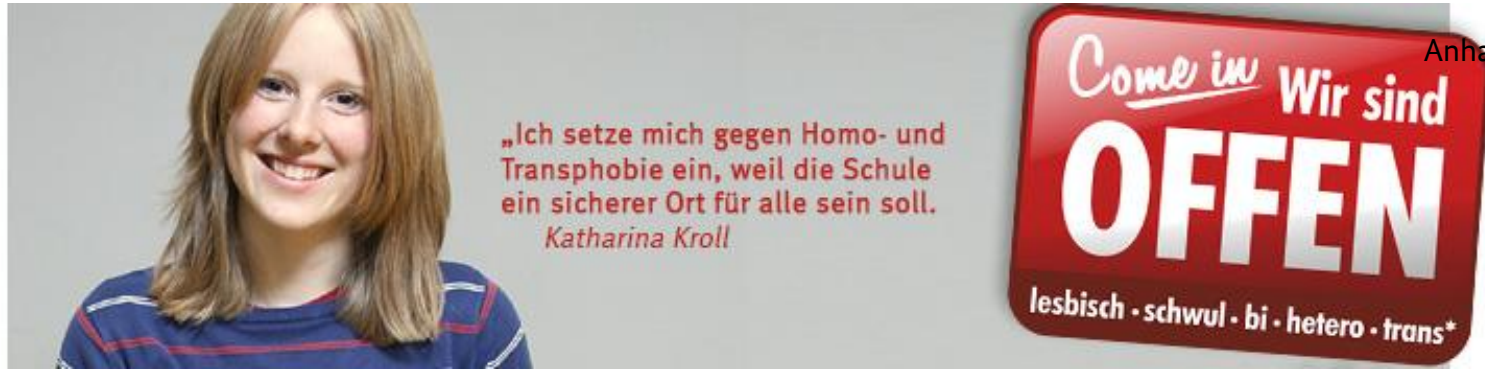 „Ich setze mich gegen Homo- und
Transphobie ein, weil die Schule
ein sicherer Ort für alle sein soll.
Katharina Kroll
Come in Wir sind
OFFEN
lesbisch · schwul · bi · hetero · trans*
Anha